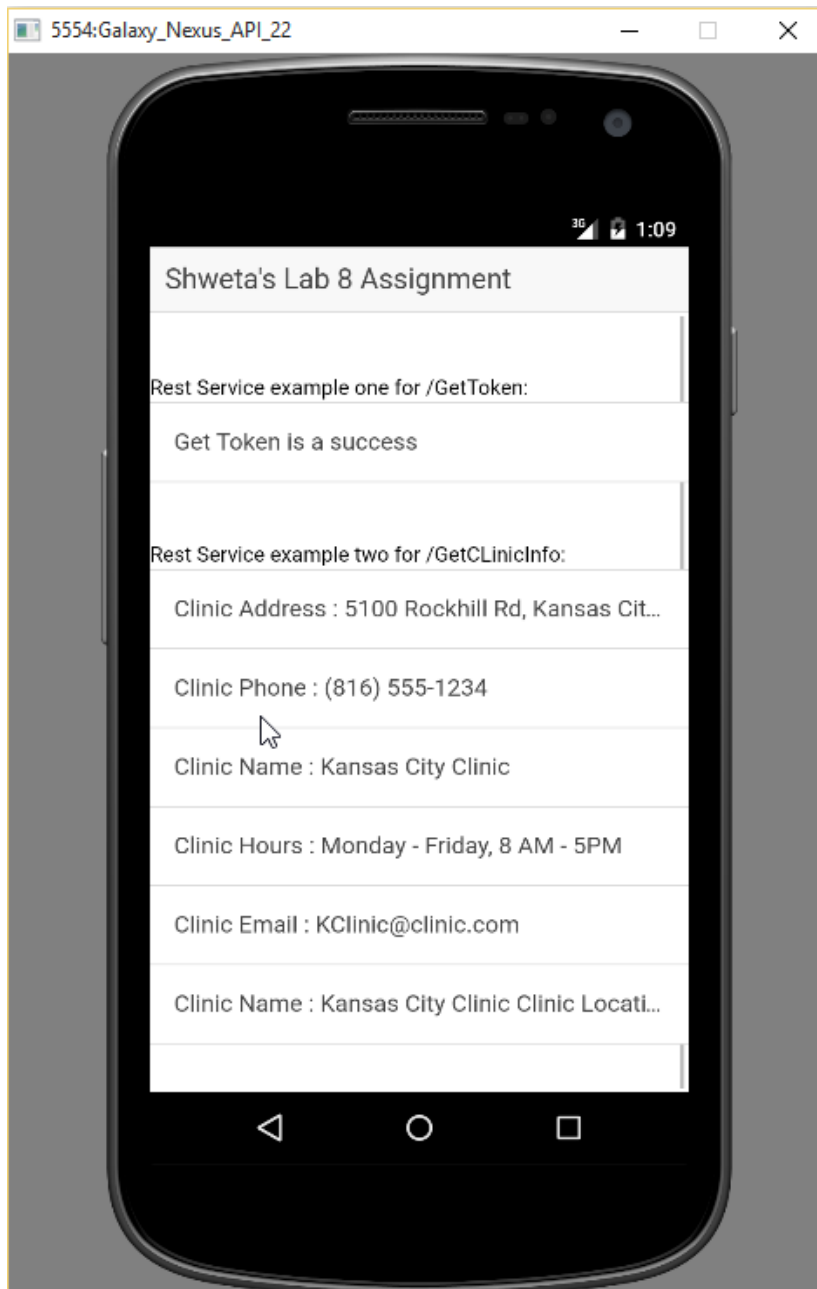 5554:Galaxy_Nexus_API_22
3G 1:09
Shweta's Lab 8 Assignment
Rest Service example one for /GetToken:
Get Token is a success
Rest Service example two for /GetCLinicInfo:
Clinic Address : 5100 Rockhill Rd, Kansas Cit...
Clinic Phone : (816) 555-1234
Clinic Name : Kansas City Clinic
Clinic Hours : Monday - Friday, 8 AM - 5PM
Clinic Email : KClinic@clinic.com
Clinic Name : Kansas City Clinic Clinic Locati...